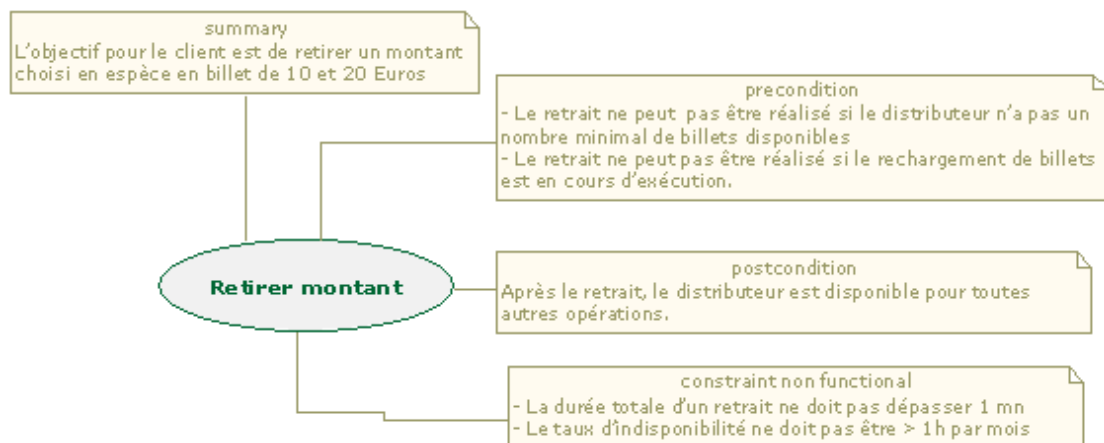 summary
L'objectif pour le client est de retirer un montant
choisi en espèce en billet de 10 et 20 Euros
precondition
- Le retrait ne peut pas être réalisé si le distributeur n'a pas un
nombre minimal de billets disponibles
- Le retrait ne peut pas être réalisé si le rechargement de billets
est en cours d'exécution.
Retirer montant
postcondition
Après le retrait, le distributeur est disponible pour toutes
autres opérations.
constraint non functional
- La durée totale d'un retrait ne doit pas dépasser 1 mn
- Le taux d'indisponibilité ne doit pas être > 1h par mois